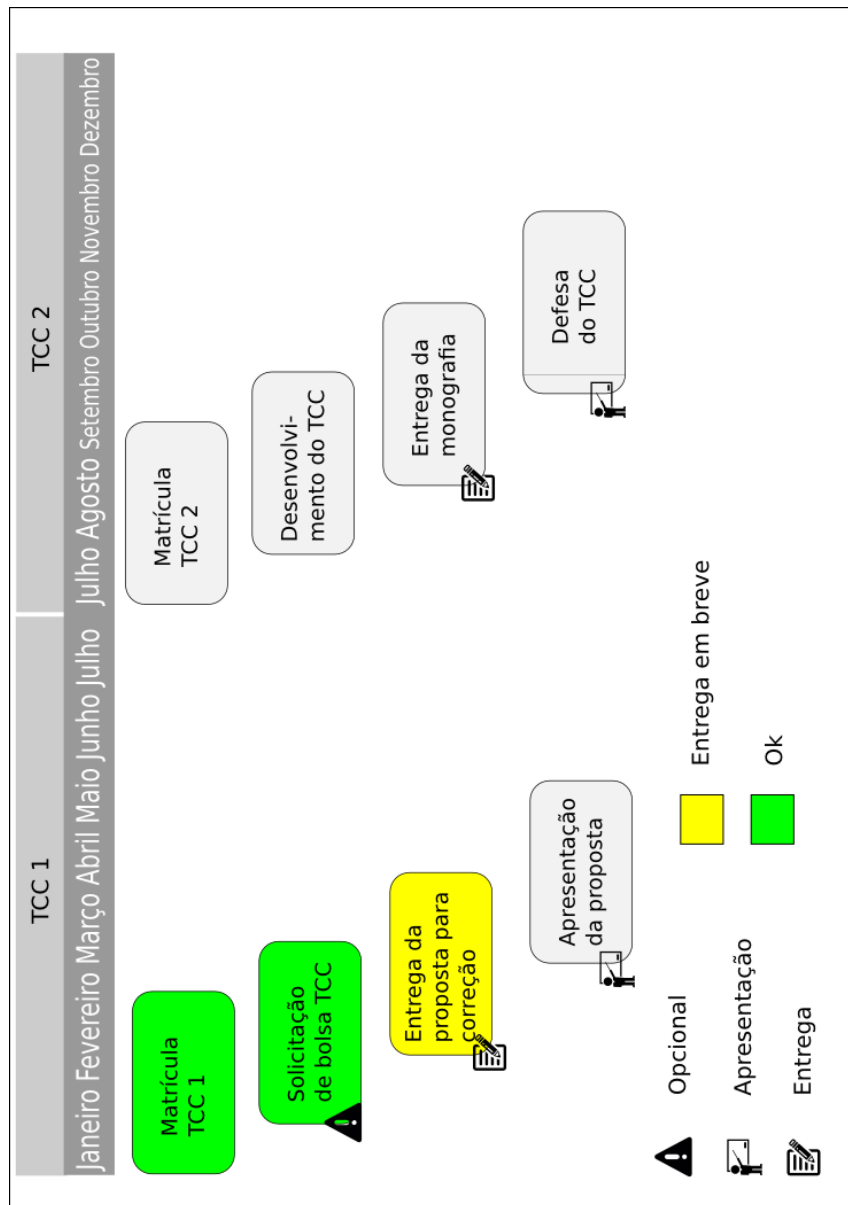 TCC 1
TCC 2
Janeiro Fevereiro Março Abril Maio Junho Julho
Julho Agosto Setembro Outubro Novembro Dezembro
Matrícula
TCC 1
Matrícula
TCC 2
Solicitação
de bolsa TCC
Desenvolvi-
mento do TCC
Entrega da
proposta para
correção
Entrega da
monografia
Apresentação
da proposta
Defesa
do TCC
Opcional
Entrega em breve
Apresentação
Ok
Entrega